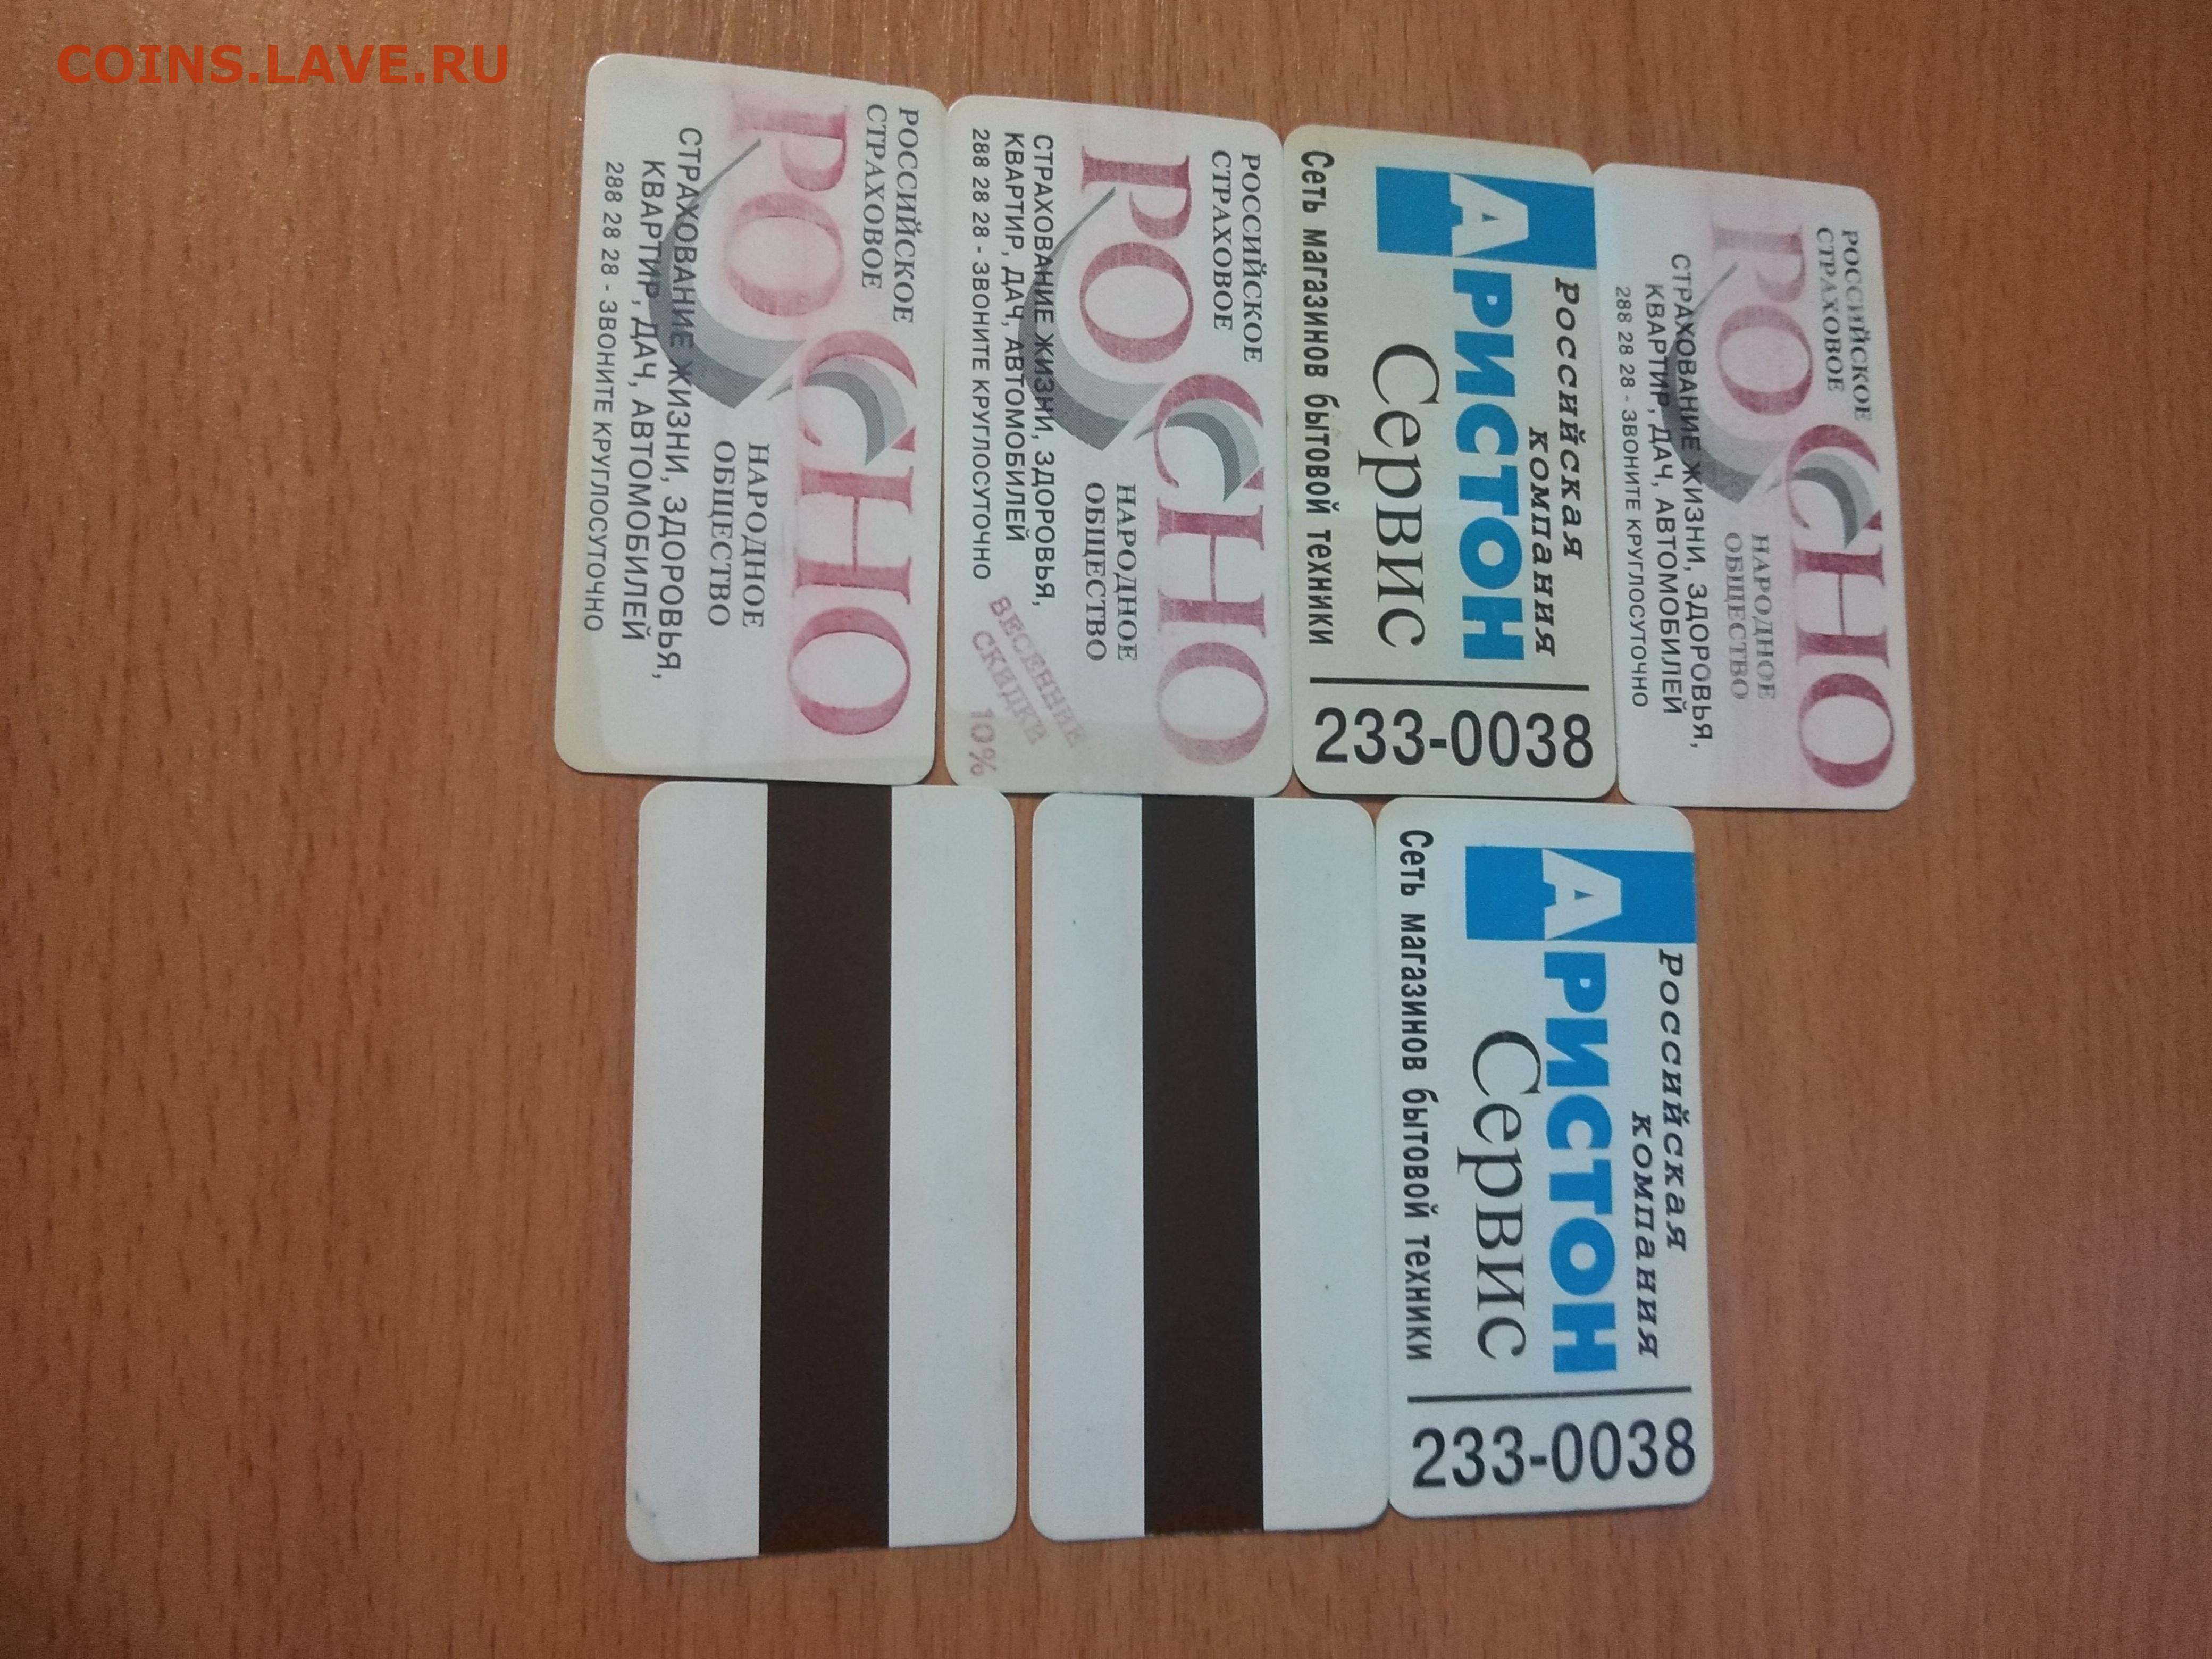 COINS.LAVE.RU
РОССИЙСКОЕ
СТРАХОВОЕ
РОСНО
НАРОДНОЕ
ОБЩЕСТВО
СТРАХОВАНИЕ ЖИЗНИ, ЗДОРОВЬЯ,
КВАРТИР, ДАЧ, АВТОМОБИЛЕЙ
288 28 28 - ЗВОНИТЕ КРУГЛОСУТОЧНО
РОССИЙСКОЕ
СТРАХОВОЕ
РОСНО
НАРОДНОЕ
ОБЩЕСТВО
СТРАХОВАНИЕ ЖИЗНИ, ЗДОРОВЬЯ,
КВАРТИР, ДАЧ, АВТОМОБИЛЕЙ
288 28 28 - ЗВОНИТЕ КРУГЛОСУТОЧНО
ВЕСЕННИЕ
СКИДКИ
10%
Российская
компания
Аристон
Сервис
Сеть магазинов бытовой техники
233-0038
РОССИЙСКОЕ
СТРАХОВОЕ
РОСНО
НАРОДНОЕ
ОБЩЕСТВО
СТРАХОВАНИЕ ЖИЗНИ, ЗДОРОВЬЯ,
КВАРТИР, ДАЧ, АВТОМОБИЛЕЙ
288 28 28 - ЗВОНИТЕ КРУГЛОСУТОЧНО
Российская
компания
Аристон
Сервис
Сеть магазинов бытовой техники
233-0038